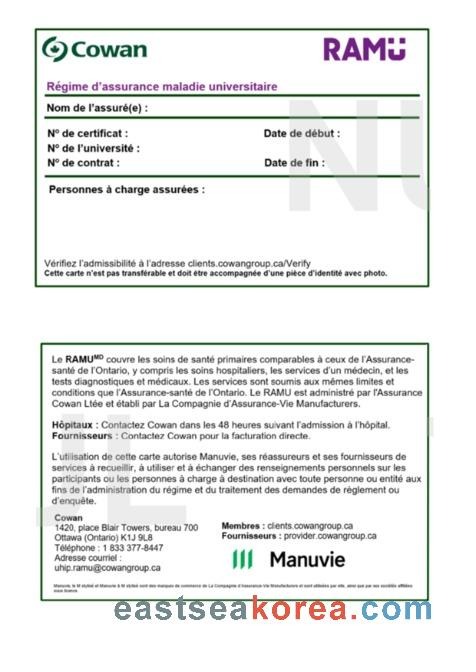 Cowan
RAMU
Régime d'assurance maladie universitaire
Nom de l'assuré(e) :
Nº de certificat :
Date de début :
Nº de l'université :
Nº de contrat :
Date de fin :
Personnes à charge assurées :
Vérifiez l'admissibilité à l'adresse clients.cowangroup.ca/Verify
Cette carte n'est pas transférable et doit être accompagnée d'une pièce d'identité avec photo.
Le RAMUMD couvre les soins de santé primaires comparables à ceux de l'Assurance-
santé de l'Ontario, y compris les soins hospitaliers, les services d'un médecin, et les
tests diagnostiques et médicaux. Les services sont soumis aux mêmes limites et
conditions que l'Assurance-santé de l'Ontario. Le RAMU est administré par l'Assurance
Cowan Ltée et établi par La Compagnie d'Assurance-Vie Manufacturers.
Hôpitaux : Contactez Cowan dans les 48 heures suivant l'admission à l'hôpital.
Fournisseurs : Contactez Cowan pour la facturation directe.
L'utilisation de cette carte autorise Manuvie, ses réassureurs et ses fournisseurs de
services à recueillir, à utiliser et à échanger des renseignements personnels sur les
participants ou les personnes à charge à destination avec toute personne ou entité aux
fins de l'administration du régime et du traitement des demandes de règlement ou
d'enquête.
Cowan
1420, place Blair Towers, bureau 700
Ottawa (Ontario) K1J 9L8
Téléphone : 1 833 377-8447
Adresse courriel :
uhip.ramu@cowangroup.ca
Membres : clients.cowangroup.ca
Fournisseurs : provider.cowangroup.ca
Manuvie
Manuvie, le M stylisé et Manuvie & M stylisé sont des marques de commerce de La Compagnie d'Assurance-Vie Manufacturers et sont utilisées par elle, ainsi que par ses sociétés affiliées
sous licence.
eastseakorea.com